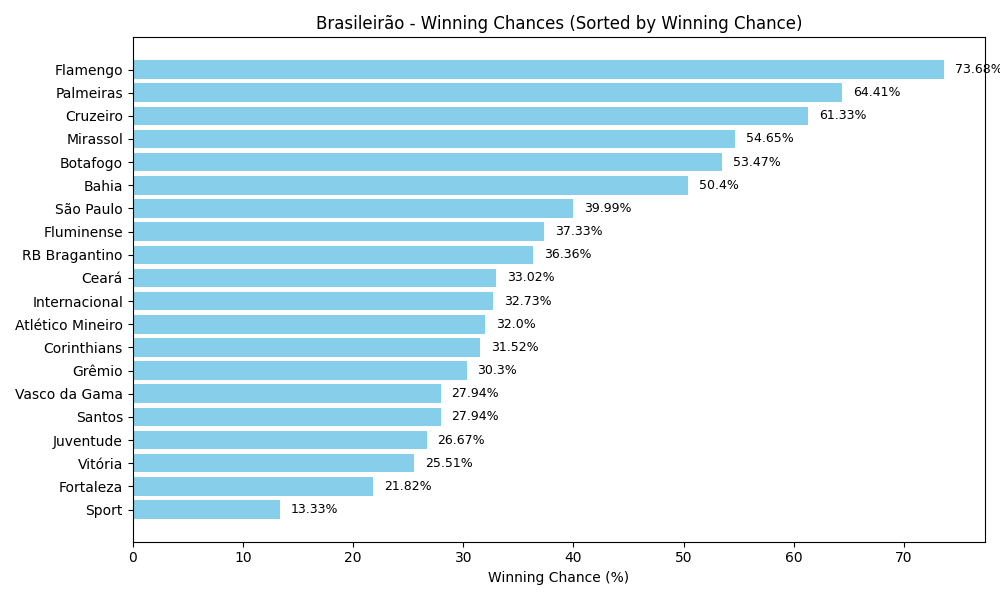 Brasileirão - Winning Chances (Sorted by Winning Chance)
Flamengo 73.68%
Palmeiras 64.41%
Cruzeiro 61.33%
Mirassol 54.65%
Botafogo 53.47%
Bahia 50.4%
São Paulo 39.99%
Fluminense 37.33%
RB Bragantino 36.36%
Ceará 33.02%
Internacional 32.73%
Atlético Mineiro 32.0%
Corinthians 31.52%
Grêmio 30.3%
Vasco da Gama 27.94%
Santos 27.94%
Juventude 26.67%
Vitória 25.51%
Fortaleza 21.82%
Sport 13.33%
0 10 20 30 40 50 60 70
Winning Chance (%)